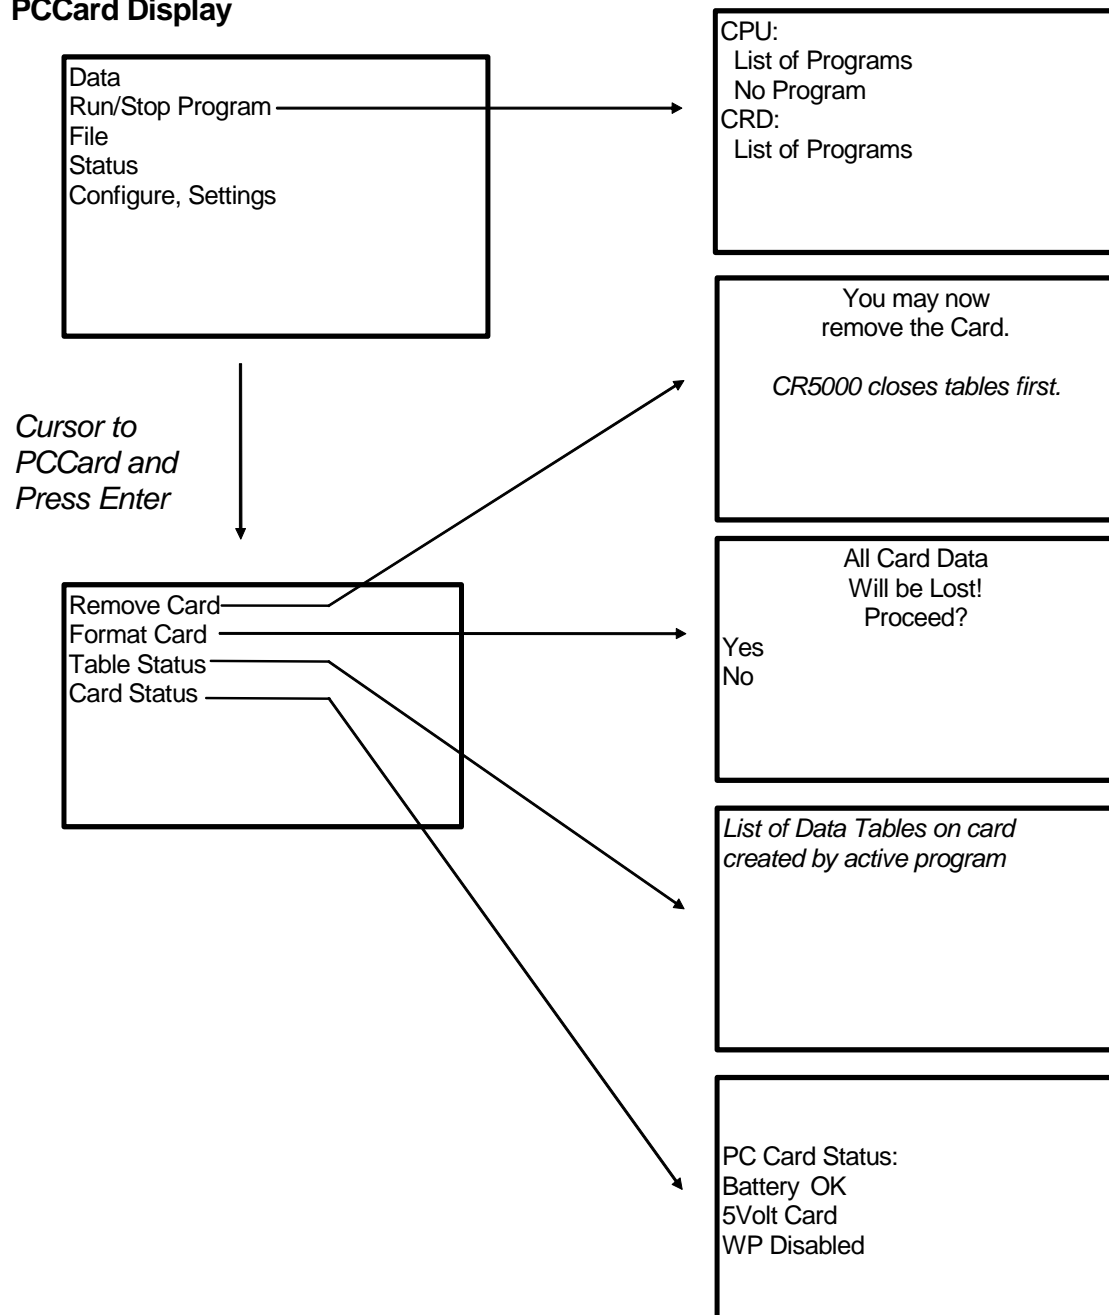 PCCard Display
Data
Run/Stop Program
File
Status
Configure, Settings
CPU:
List of Programs
No Program
CRD:
List of Programs
Cursor to
PCCard and
Press Enter
Remove Card
Format Card
Table Status
Card Status
You may now
remove the Card.
CR5000 closes tables first.
All Card Data
Will be Lost!
Proceed?
Yes
No
List of Data Tables on card
created by active program
PC Card Status:
Battery OK
5Volt Card
WP Disabled